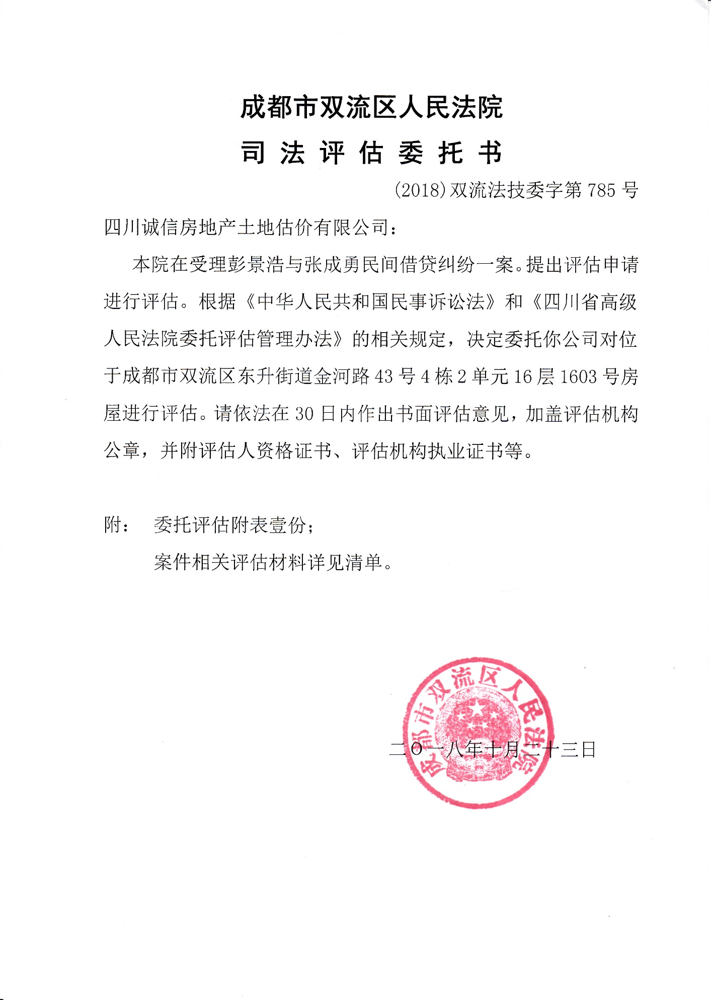 成都市双流区人民法院
司法评估委托书
(2018)双流法技委字第 785 号
四川诚信房地产土地估价有限公司：
本院在受理彭景浩与张成勇民间借贷纠纷一案。提出评估申请
进行评估。根据《中华人民共和国民事诉讼法》和《四川省高级
人民法院委托评估管理办法》的相关规定，决定委托你公司对位
于成都市双流区东升街道金河路 43 号 4 栋 2 单元 16 层 1603 号房
屋进行评估。请依法在 30 日内作出书面评估意见，加盖评估机构
公章，并附评估人资格证书、评估机构执业证书等。
附： 委托评估附表壹份；
案件相关评估材料详见清单。
成都市双流区人民法院
二〇一八年十月二十三日